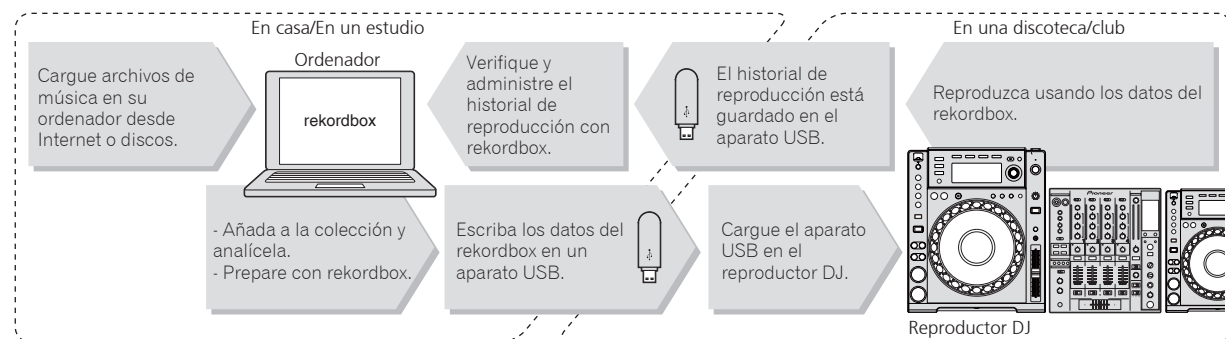 En casa/En un estudio
En una discoteca/club
Cargue archivos de
música en su
ordenador desde
Internet o discos.
Ordenador
rekordbox
Verifique y
administre el
historial de
reproducción con
rekordbox.
El historial de
reproducción está
guardado en el
aparato USB.
Reproduzca usando los datos del
rekordbox.
- Añada a la colección y
analícela.
- Prepare con rekordbox.
Escriba los datos del
rekordbox en un
aparato USB.
Cargue el aparato
USB en el
reproductor DJ.
Pioneer
Reproductor DJ